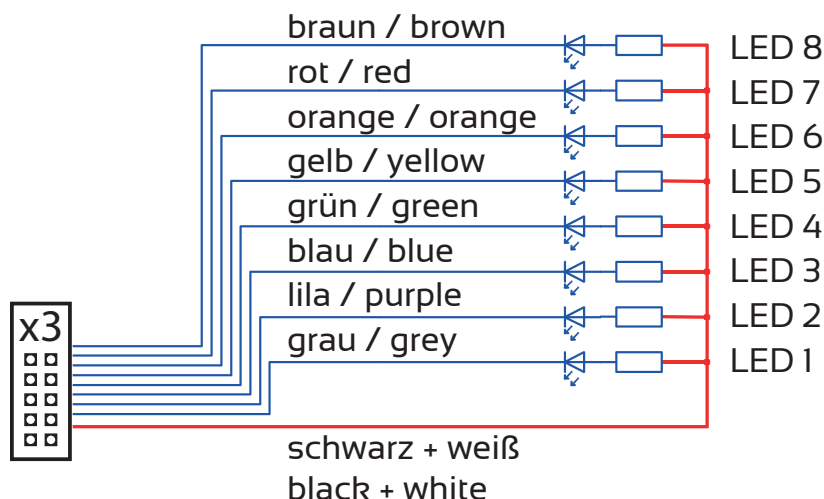 braun / brown
LED 8
rot / red
LED 7
orange / orange
LED 6
gelb / yellow
LED 5
grün / green
LED 4
blau / blue
LED 3
lila / purple
LED 2
x3
grau / grey
LED 1
schwarz + weiß
black + white